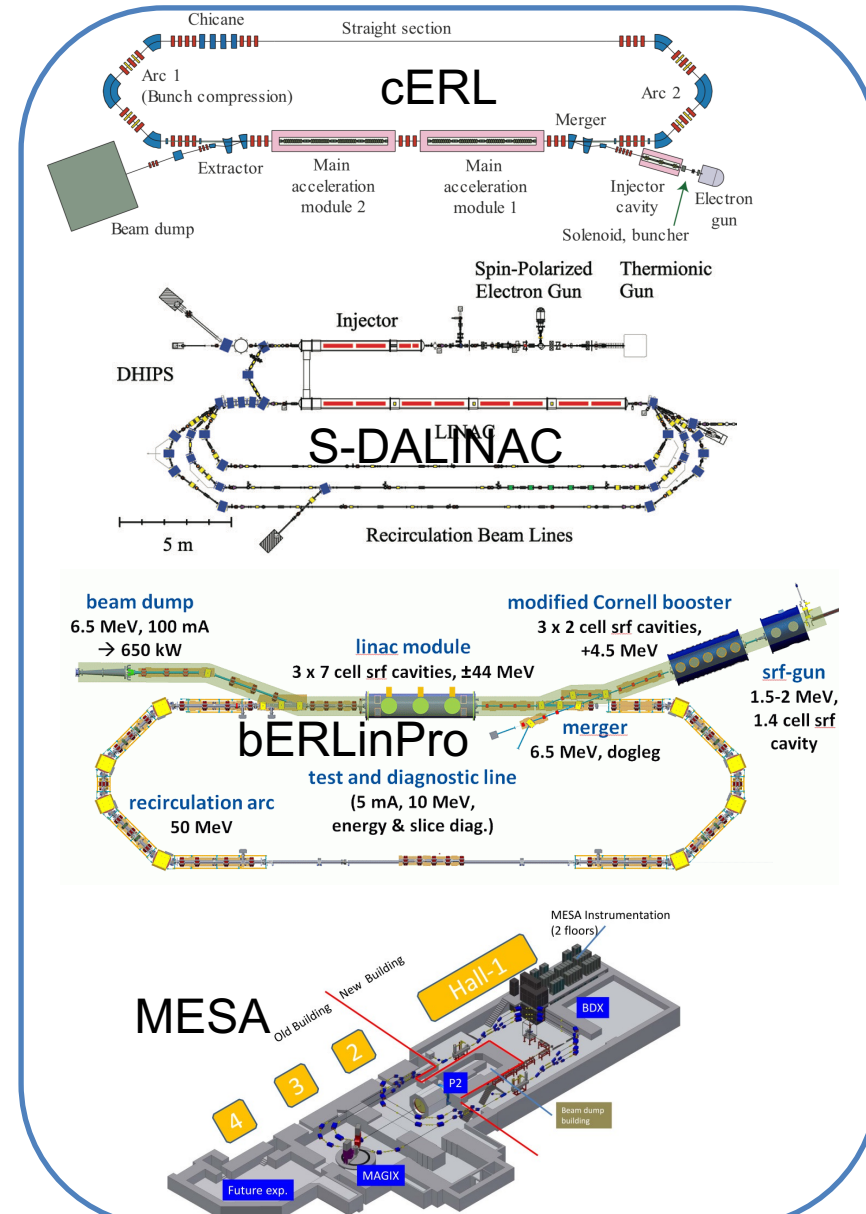 Chicane
Straight section
Arc 1
(Bunch compression)
cERL
Arc 2
Merger
Extractor
Main
acceleration
module 2
Main
acceleration
module 1
Injector
cavity
Electron
gun
Beam dump
Solenoid, buncher
Spin-Polarized
Electron Gun
Thermionic
Gun
Injector
DHIPS
LINAC
S-DALINAC
5 m
Recirculation Beam Lines
beam dump
6.5 MeV, 100 mA
→ 650 kW
modified Cornell booster
3 x 2 cell srf cavities,
+4.5 MeV
linac module
3 x 7 cell srf cavities, ±44 MeV
srf-gun
1.5-2 MeV,
1.4 cell srf
cavity
bERLinPro
merger
6.5 MeV, dogleg
test and diagnostic line
(5 mA, 10 MeV,
energy & slice diag.)
recirculation arc
50 MeV
MESA Instrumentation
(2 floors)
Hall-1
New Building
Old Building
MESA
BDX
2
3
4
P2
Beam dump
building
MAGIX
Future exp.